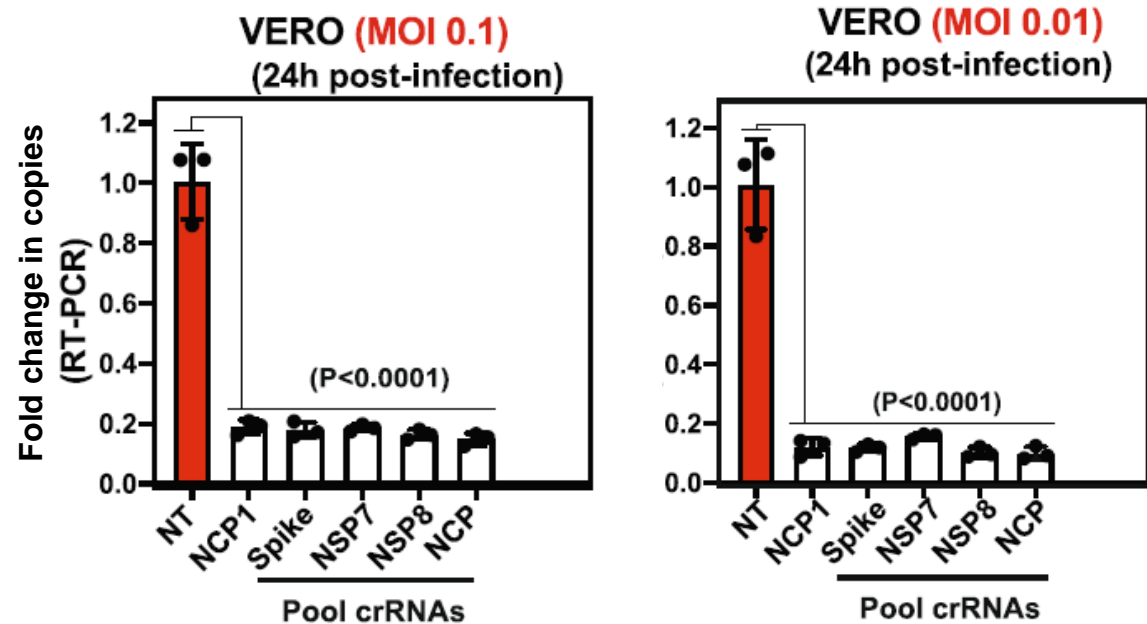 VERO (MOI 0.1)
(24h post-infection)
Fold change in copies
(RT-PCR)
1.2
1.0
0.8
0.6
0.4
0.2
0.0
(P<0.0001)
NT
NCP1
Spike
NSP7
NSP8
NCP
Pool crRNAs
VERO (MOI 0.01)
(24h post-infection)
1.2
1.0
0.8
0.6
0.4
0.2
0.0
(P<0.0001)
NT
NCP1
Spike
NSP7
NSP8
NCP
Pool crRNAs